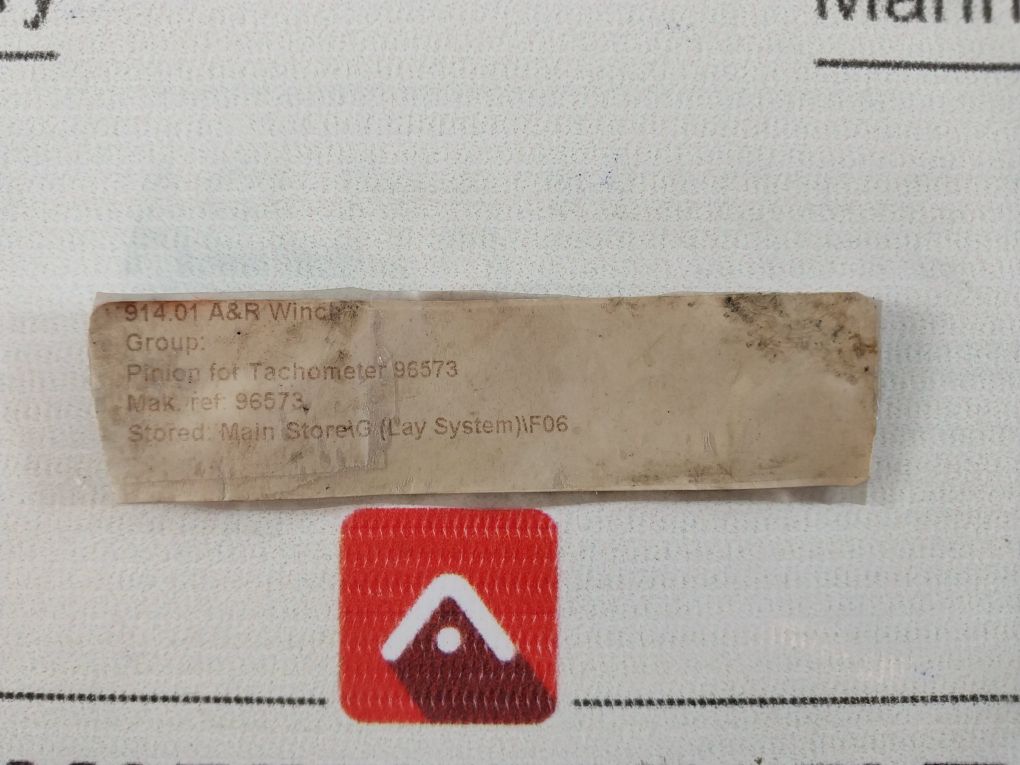 914.01 A&R Winch
Group:
Pinion for Tachometer 96573
Mak. ref: 96573
Stored: Main Store\G (Lay System)\F06